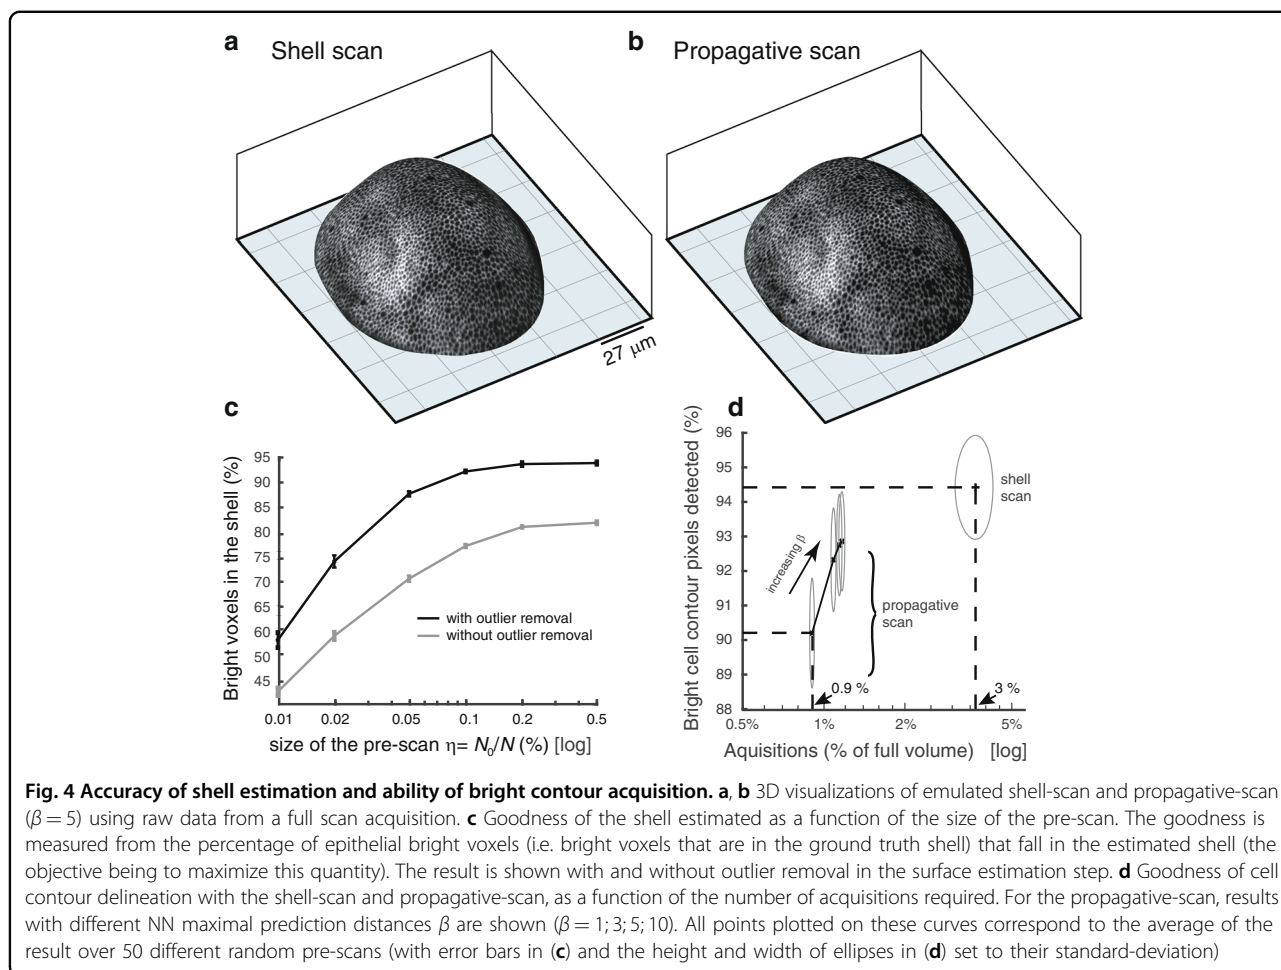 a Shell scan
b Propagative scan
27 μm
c
Bright voxels in the shell (%)
95
90
85
80
75
70
65
60
55
50
45
with outlier removal
without outlier removal
0.01 0.02 0.05 0.1 0.2 0.5
size of the pre-scan η= N0/N (%) [log]
d
Bright cell contour pixels detected (%)
96
95
94
93
92
91
90
89
88
shell
scan
increasing β
propagative
scan
0.9 %
3 %
0.5% 1% 2% 5%
Aquisitions (% of full volume) [log]
Fig. 4 Accuracy of shell estimation and ability of bright contour acquisition. a, b 3D visualizations of emulated shell-scan and propagative-scan
(β = 5) using raw data from a full scan acquisition. c Goodness of the shell estimated as a function of the size of the pre-scan. The goodness is
measured from the percentage of epithelial bright voxels (i.e. bright voxels that are in the ground truth shell) that fall in the estimated shell (the
objective being to maximize this quantity). The result is shown with and without outlier removal in the surface estimation step. d Goodness of cell
contour delineation with the shell-scan and propagative-scan, as a function of the number of acquisitions required. For the propagative-scan, results
with different NN maximal prediction distances β are shown (β = 1; 3; 5; 10). All points plotted on these curves correspond to the average of the
result over 50 different random pre-scans (with error bars in (c) and the height and width of ellipses in (d) set to their standard-deviation)